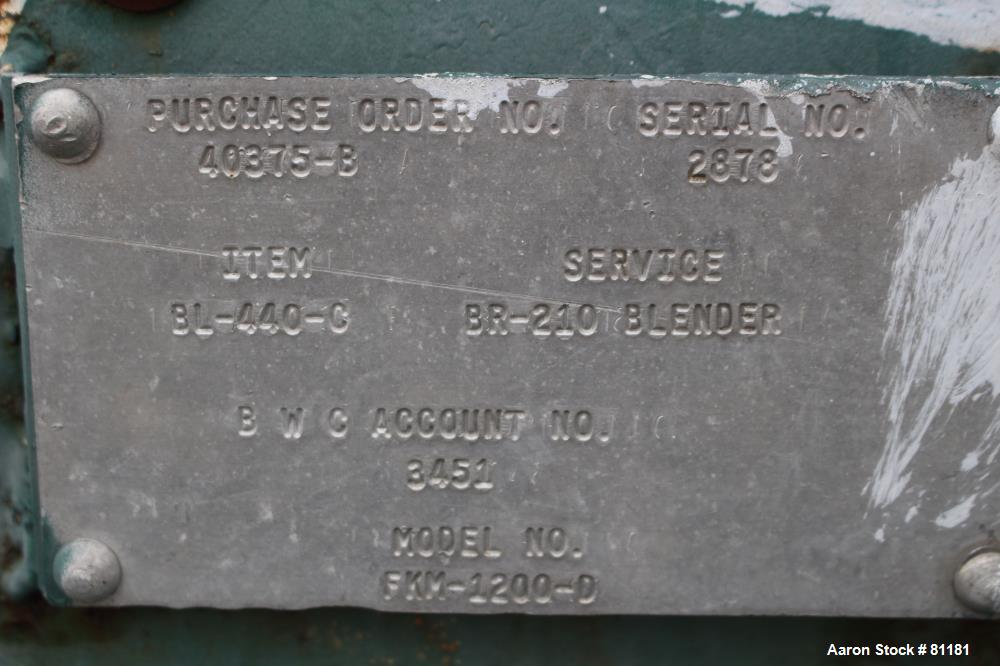 PURCHASE ORDER NO. SERIAL NO.
40375-B 2878
ITEM SERVICE
BL-440-C BR-210 BLENDER
B W C ACCOUNT NO.
3451
MODEL NO.
FKM-1200-D
Aaron Stock # 81181